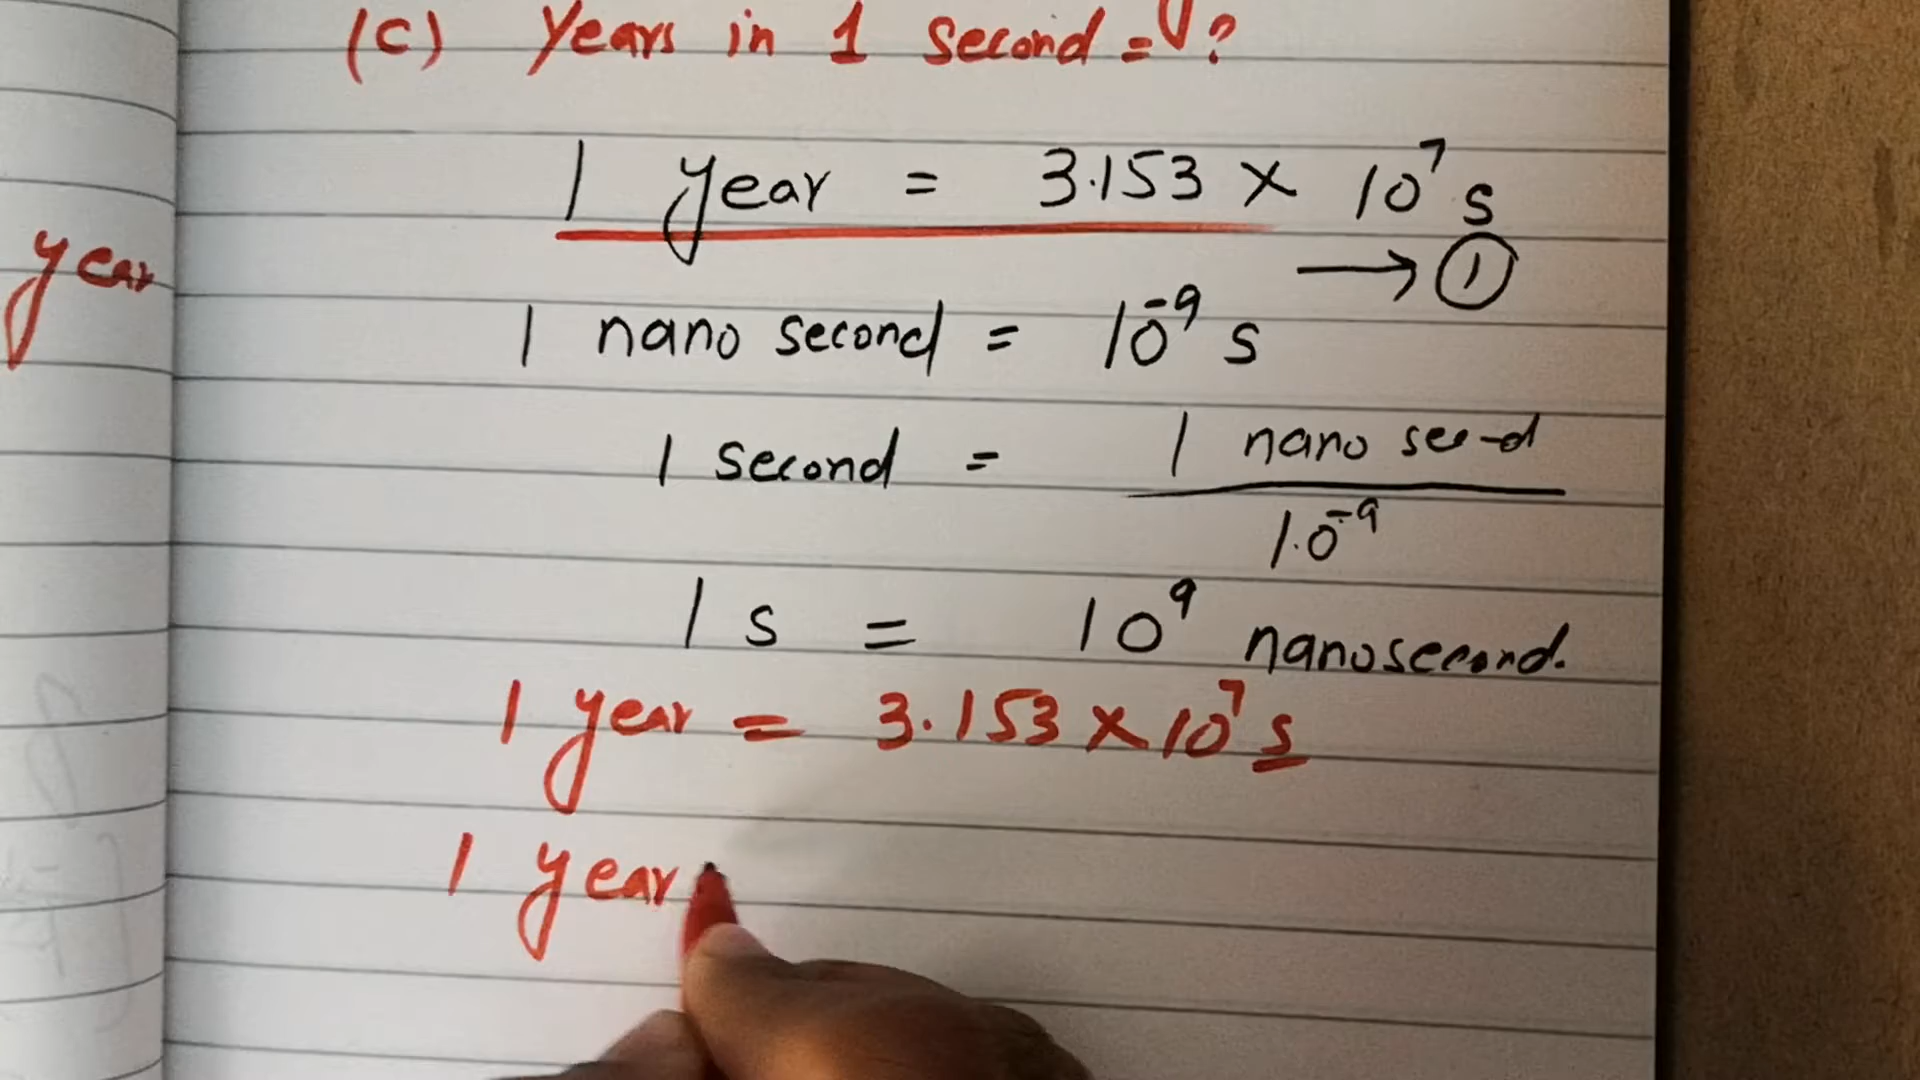 (c) Years in 1 second = ?
1 year = 3.153 × 10⁷ s
→ ①
year
1 nano second = 10⁻⁹ s
1 second = 1 nano second / 10⁻⁹
1 s = 10⁹ nanosecond.
1 year = 3.153 × 10⁷ s
1 year